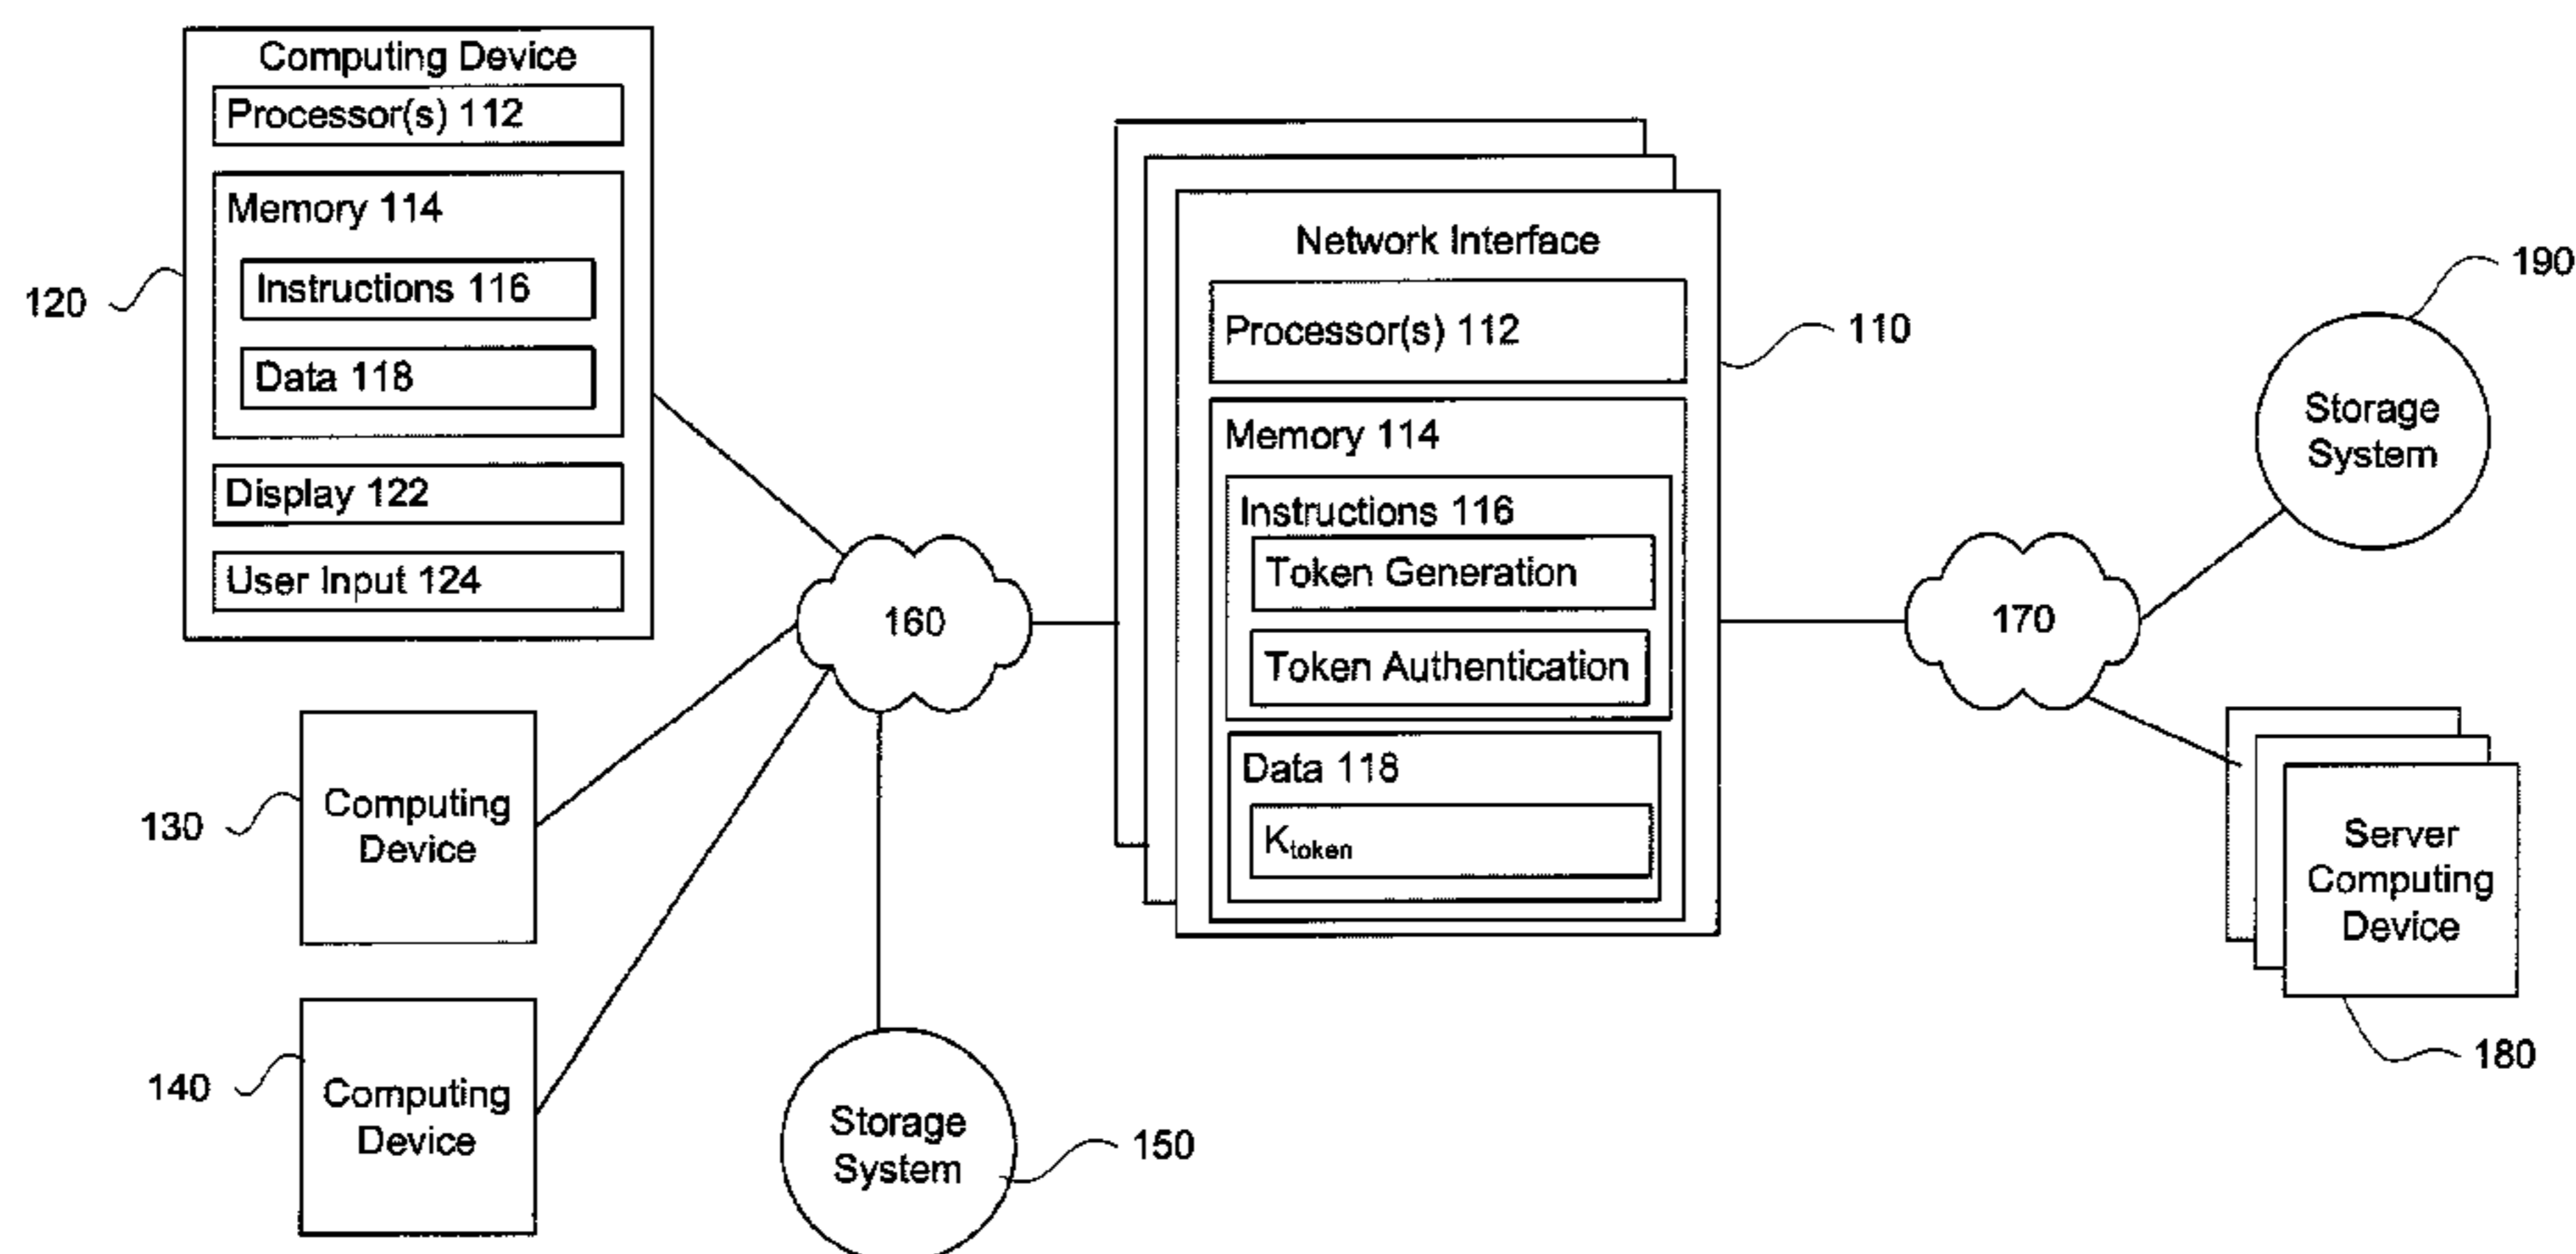 Computing Device
Processor(s) 112
Memory 114
Instructions 116
Data 118
Display 122
User Input 124
120
Computing
Device
130
Computing
Device
140
160
Storage
System
150
Network Interface
Processor(s) 112
Memory 114
Instructions 116
Token Generation
Token Authentication
Data 118
Ktoken
110
170
Storage
System
190
Server
Computing
Device
180